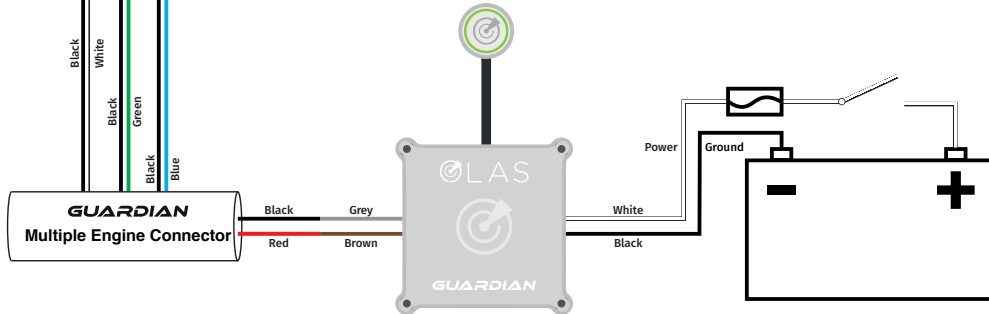 Black
White
Black
Green
Black
Blue
GUARDIAN
Multiple Engine Connector
Black
Grey
Red
Brown
OLAS
GUARDIAN
Power
Ground
White
Black